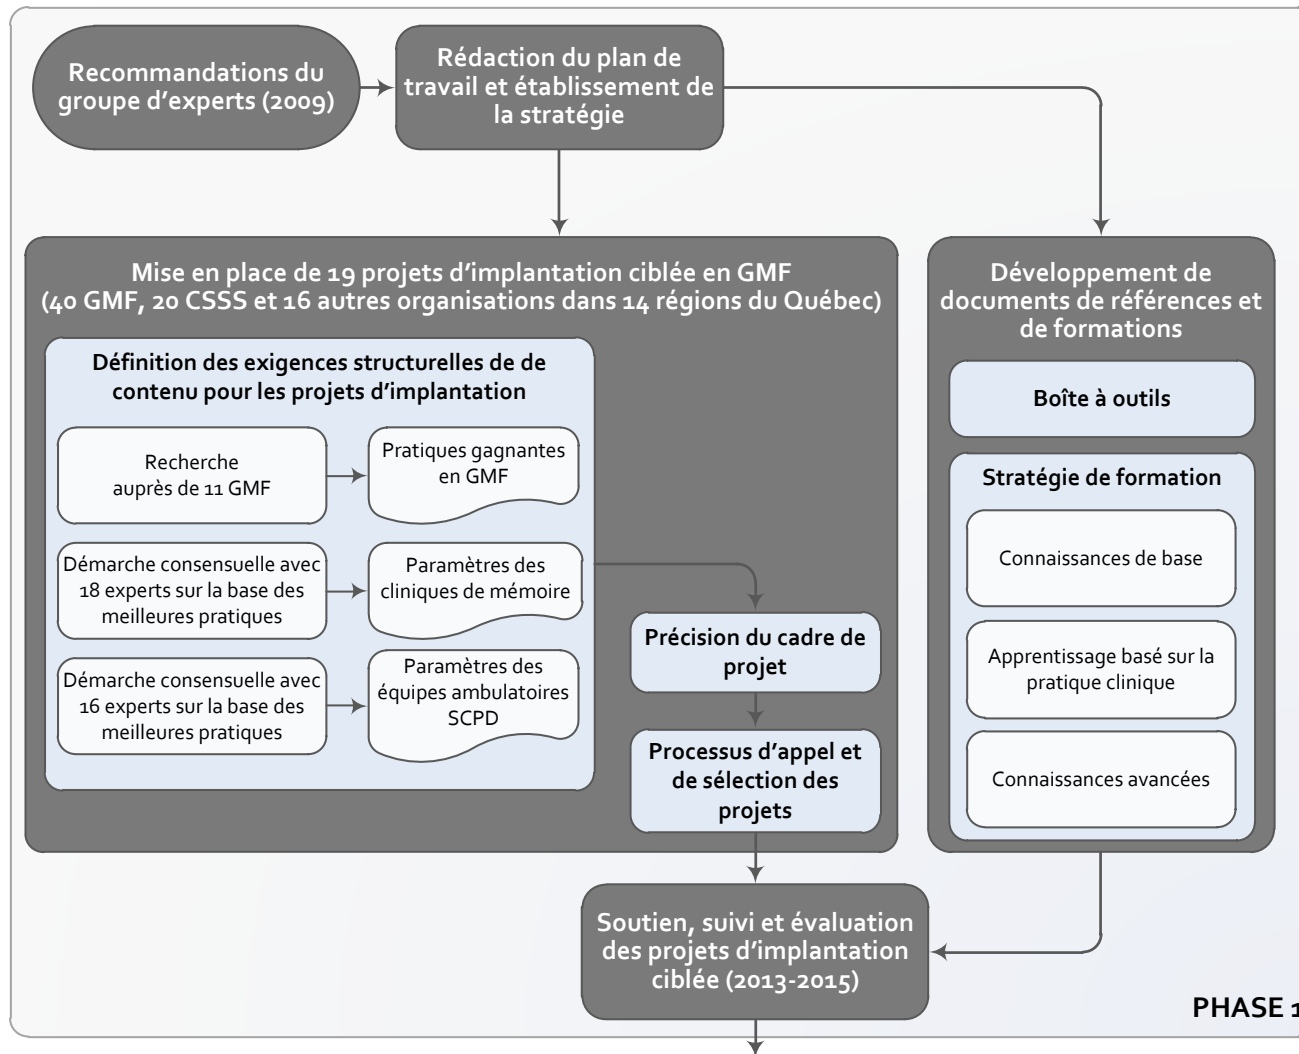 Recommandations du
groupe d'experts (2009)
Rédaction du plan de
travail et établissement de
la stratégie
Mise en place de 19 projets d'implantation ciblée en GMF
(40 GMF, 20 CSSS et 16 autres organisations dans 14 régions du Québec)
Définition des exigences structurelles de de
contenu pour les projets d'implantation
Recherche
auprès de 11 GMF
Pratiques gagnantes
en GMF
Démarche consensuelle avec
18 experts sur la base des
meilleures pratiques
Paramètres des
cliniques de mémoire
Démarche consensuelle avec
16 experts sur la base des
meilleures pratiques
Paramètres des
équipes ambulatoires
SCPD
Précision du cadre de
projet
Processus d'appel et
de sélection des
projets
Développement de
documents de références et
de formations
Boîte à outils
Stratégie de formation
Connaissances de base
Apprentissage basé sur la
pratique clinique
Connaissances avancées
Soutien, suivi et évaluation
des projets d'implantation
ciblée (2013-2015)
PHASE 1